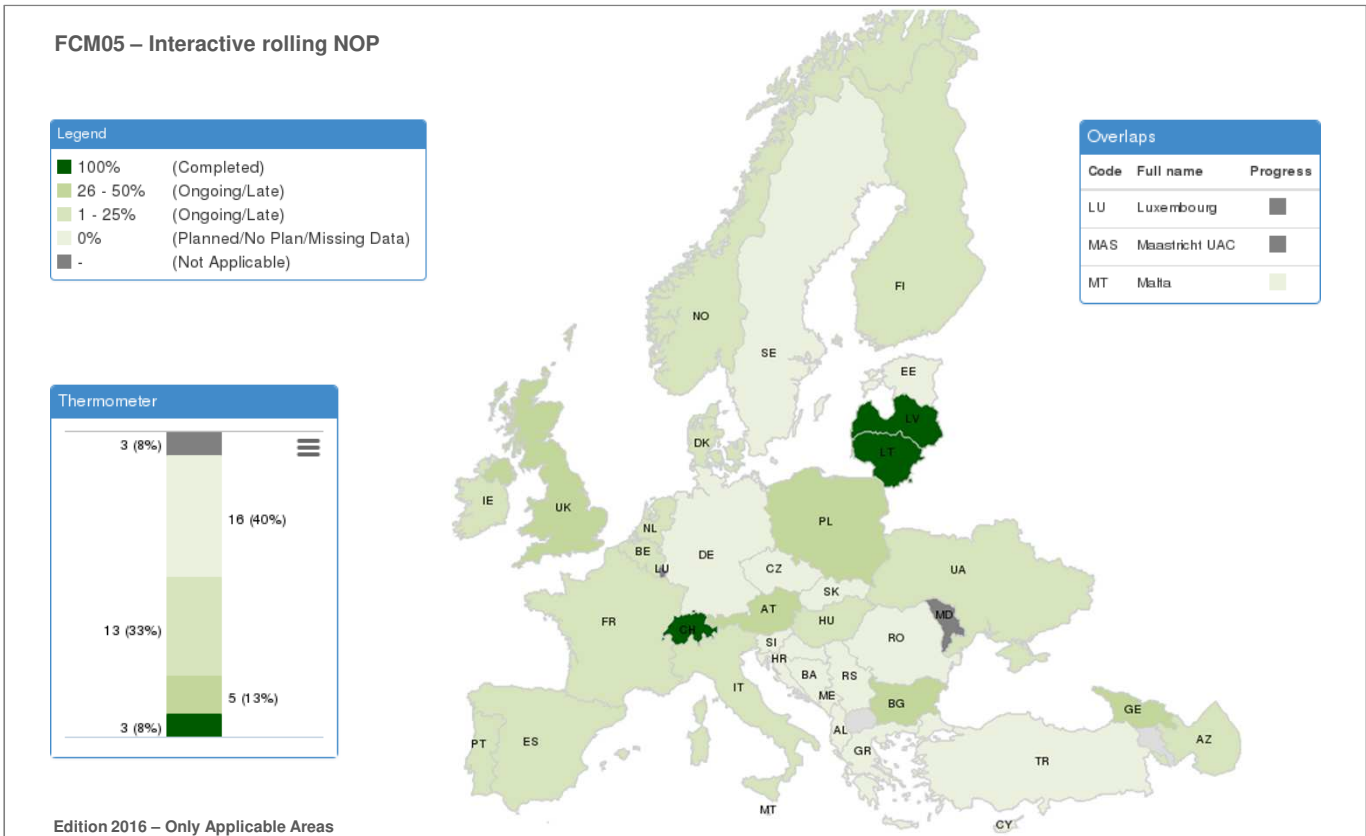 FCM05 – Interactive rolling NOP
Legend
100% (Completed)
26 - 50% (Ongoing/Late)
1 - 25% (Ongoing/Late)
0% (Planned/No Plan/Missing Data)
- (Not Applicable)
Overlaps
Code Full name Progress
LU Luxembourg
MAS Maastricht UAC
MT Malta
Thermometer
3 (8%)
16 (40%)
13 (33%)
5 (13%)
3 (8%)
FI
NO
SE
EE
LV
LT
DK
IE
UK
NL
BE
LU
DE
PL
CZ
SK
UA
FR
CH
AT
HU
MD
SI
HR
RO
BA
RS
IT
ME
BG
GE
AL
GR
PT
ES
AZ
TR
MT
CY
Edition 2016 – Only Applicable Areas